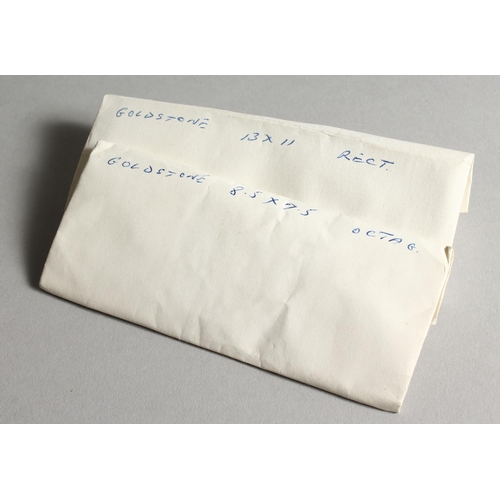 GOLDSTONE 13 X 11 RECT.
GOLDSTONE 8.5 X 7.5 OCTAG.